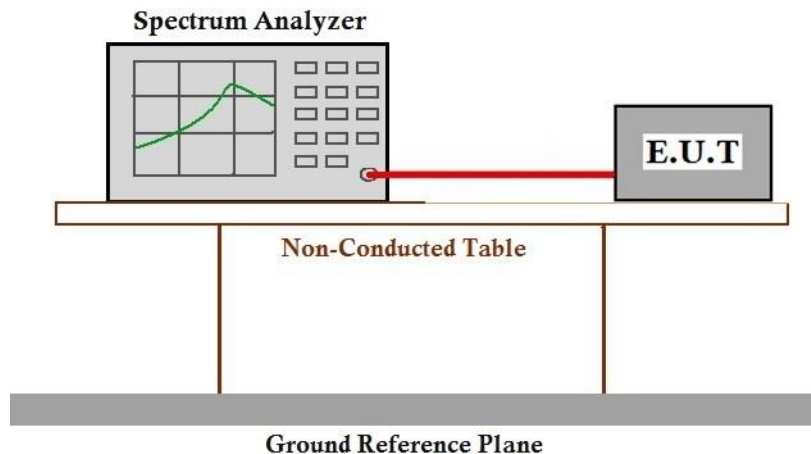 Spectrum Analyzer
E.U.T
Non-Conducted Table
Ground Reference Plane